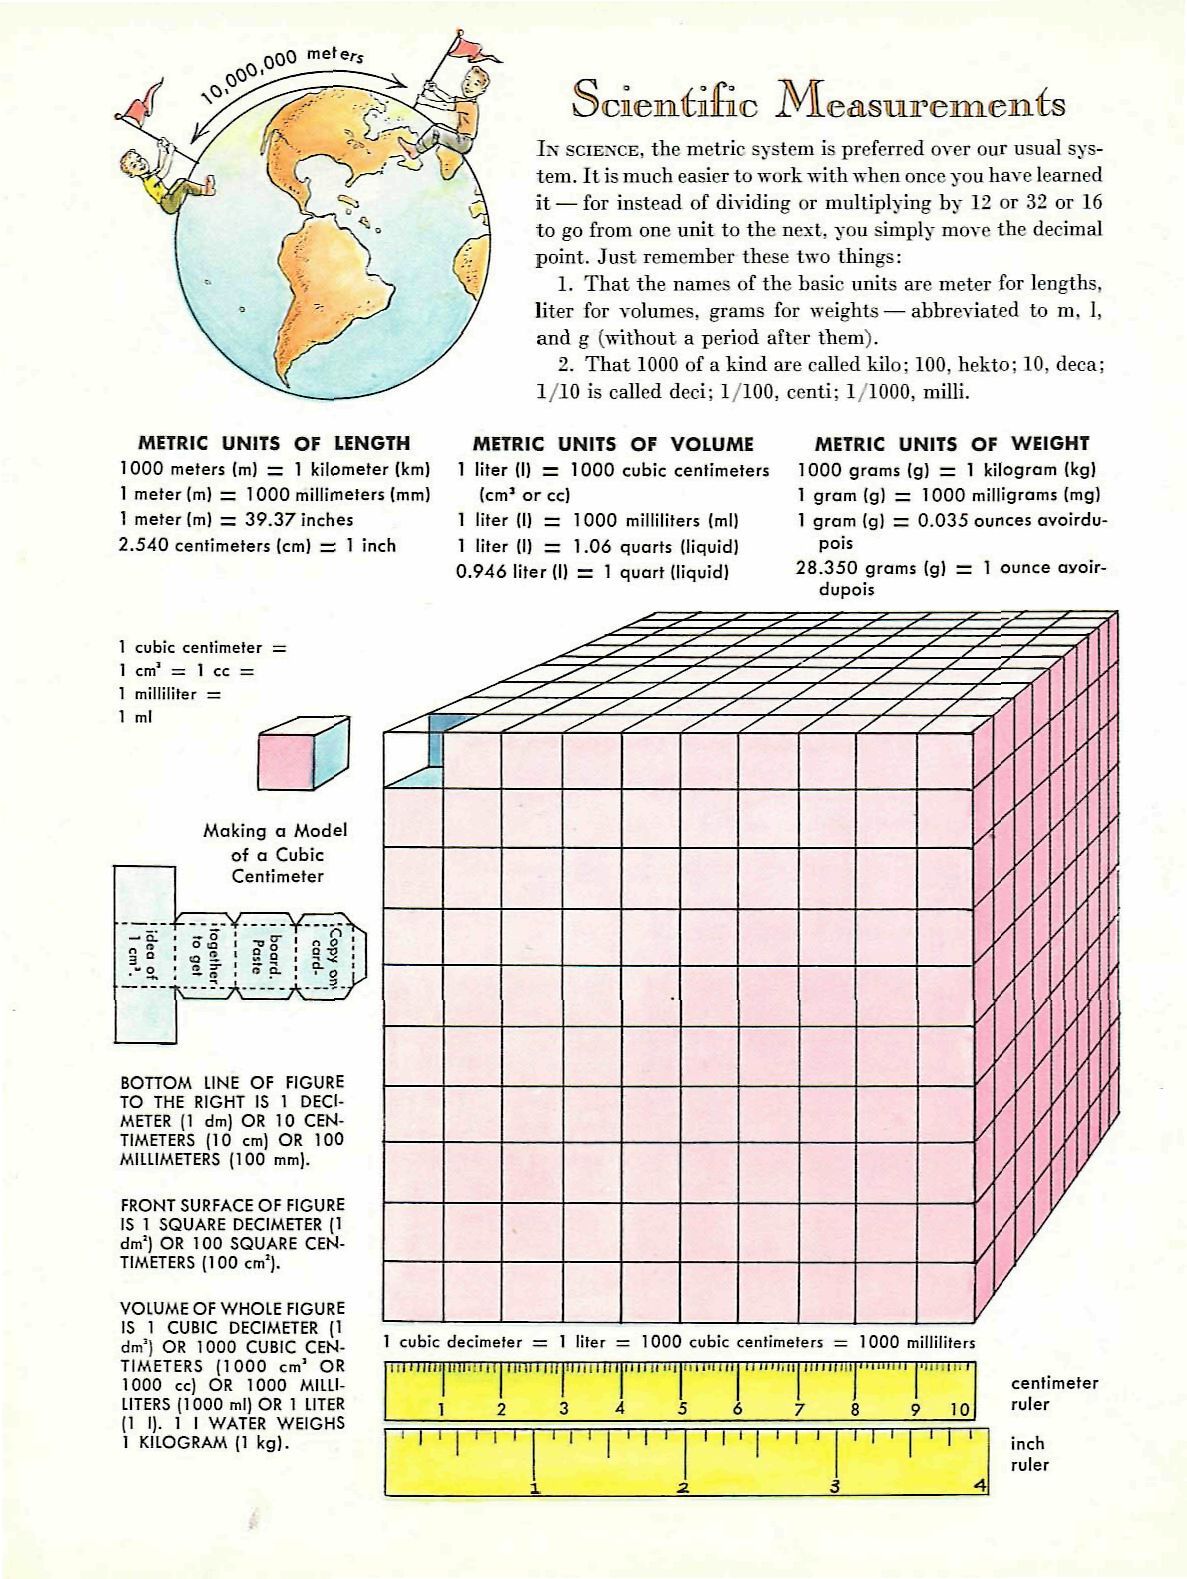 10,000,000 meters
Scientific Measurements
IN SCIENCE, the metric system is preferred over our usual sys-
tem. It is much easier to work with when once you have learned
it — for instead of dividing or multiplying by 12 or 32 or 16
to go from one unit to the next, you simply move the decimal
point. Just remember these two things:
1. That the names of the basic units are meter for lengths,
liter for volumes, grams for weights — abbreviated to m, l,
and g (without a period after them).
2. That 1000 of a kind are called kilo; 100, hekto; 10, deca;
1/10 is called deci; 1/100, centi; 1/1000, milli.
METRIC UNITS OF LENGTH
1000 meters (m) = 1 kilometer (km)
1 meter (m) = 1000 millimeters (mm)
1 meter (m) = 39.37 inches
2.540 centimeters (cm) = 1 inch
METRIC UNITS OF VOLUME
1 liter (l) = 1000 cubic centimeters
(cm³ or cc)
1 liter (l) = 1000 milliliters (ml)
1 liter (l) = 1.06 quarts (liquid)
0.946 liter (l) = 1 quart (liquid)
METRIC UNITS OF WEIGHT
1000 grams (g) = 1 kilogram (kg)
1 gram (g) = 1000 milligrams (mg)
1 gram (g) = 0.035 ounces avoirdu-
pois
28.350 grams (g) = 1 ounce avoir-
dupois
1 cubic centimeter =
1 cm³ = 1 cc =
1 milliliter =
1 ml
Making a Model
of a Cubic
Centimeter
Copy on
card-
board.
Paste
together
to get
idea of
1 cm³.
BOTTOM LINE OF FIGURE
TO THE RIGHT IS 1 DECI-
METER (1 dm) OR 10 CEN-
TIMETERS (10 cm) OR 100
MILLIMETERS (100 mm).
FRONT SURFACE OF FIGURE
IS 1 SQUARE DECIMETER (1
dm²) OR 100 SQUARE CEN-
TIMETERS (100 cm²).
VOLUME OF WHOLE FIGURE
IS 1 CUBIC DECIMETER (1
dm³) OR 1000 CUBIC CEN-
TIMETERS (1000 cm³ OR
1000 cc) OR 1000 MILLI-
LITERS (1000 ml) OR 1 LITER
(1 l). 1 l WATER WEIGHS
1 KILOGRAM (1 kg).
1 cubic decimeter = 1 liter = 1000 cubic centimeters = 1000 milliliters
1 2 3 4 5 6 7 8 9 10
centimeter
ruler
1 2 3 4
inch
ruler